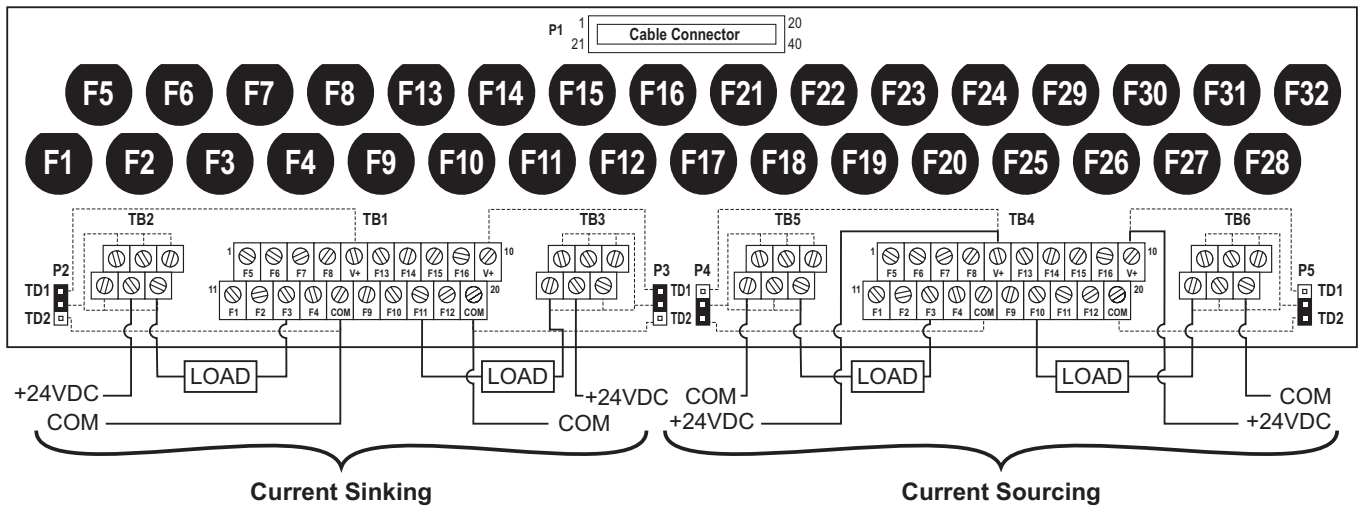 P1 1 Cable Connector 20
21 40
F5 F6 F7 F8 F13 F14 F15 F16 F21 F22 F23 F24 F29 F30 F31 F32
F1 F2 F3 F4 F9 F10 F11 F12 F17 F18 F19 F20 F25 F26 F27 F28
TB2 TB1 TB3 TB5 TB4 TB6
1 F5 F6 F7 F8 V+ F13 F14 F15 F16 V+ 10
1 F5 F6 F7 F8 V+ F13 F14 F15 F16 V+ 10
P2 P3 P4 P5
TD1 TD1 TD1
11 20 11 20
F1 F2 F3 F4 COM F9 F10 F11 F12 COM
F1 F2 F3 F4 COM F9 F10 F11 F12 COM
TD2 TD2 TD2
LOAD LOAD LOAD LOAD
+24VDC +24VDC COM COM
COM COM +24VDC +24VDC
Current Sinking Current Sourcing